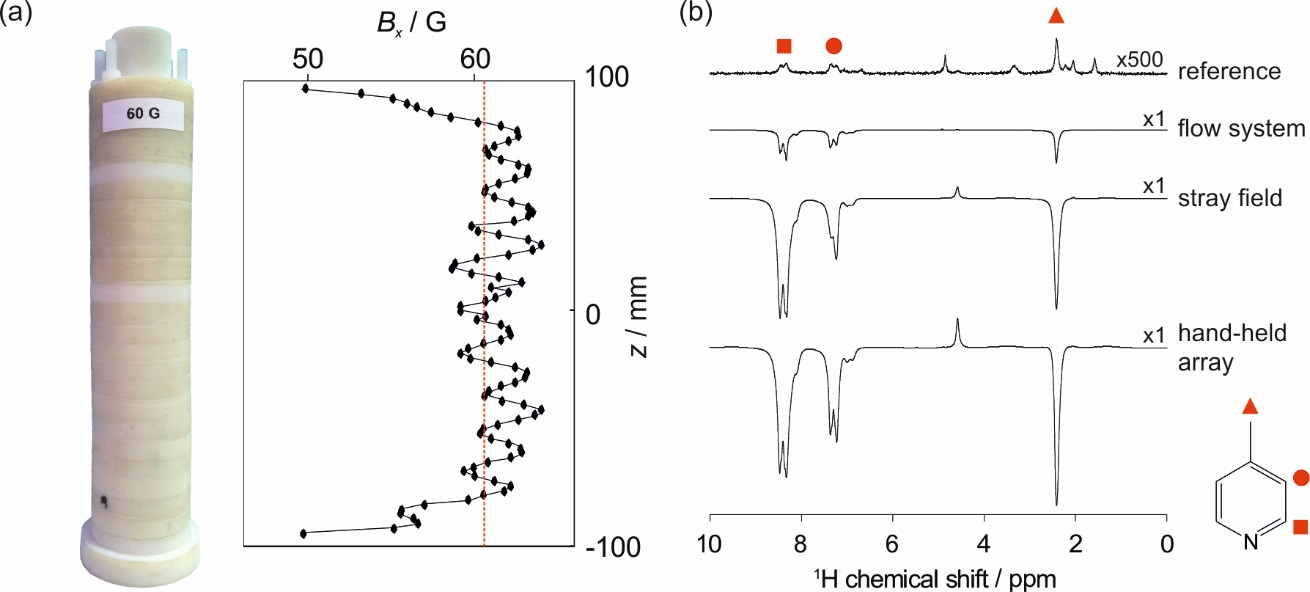 (a)
60 G
Bₓ / G
50 60
100
0
-100
z / mm
(b)
x500 reference
x1 flow system
x1 stray field
x1 hand-held
array
N
10 8 6 4 2 0
¹H chemical shift / ppm